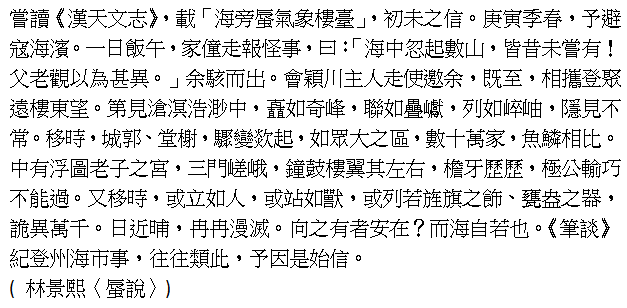 嘗讀《漢天文志》，載「海旁蜃氣象樓臺」，初未之信。庚寅季春，予避
寇海濱。一日飯午，家僮走報怪事，曰：「海中忽起數山，皆昔未嘗有！
父老觀以為甚異。」余駭而出。會穎川主人走使邀余，既至，相攜登聚
遠樓東望。第見滄溟浩渺中，矗如奇峰，聯如疊巘，列如崒岫，隱見不
常。移時，城郭、堂榭，驟變欻起，如眾大之區，數十萬家，魚鱗相比。
中有浮圖老子之宮，三門嵯峨，鐘鼓樓翼其左右，檐牙歷歷，極公輸巧
不能過。又移時，或立如人，或站如獸，或列若旌旗之飾、甕盎之器，
詭異萬千。日近晡，冉冉漫滅。向之有者安在？而海自若也。《筆談》
紀登州海市事，往往類此，予因是始信。
( 林景熙〈蜃說〉)